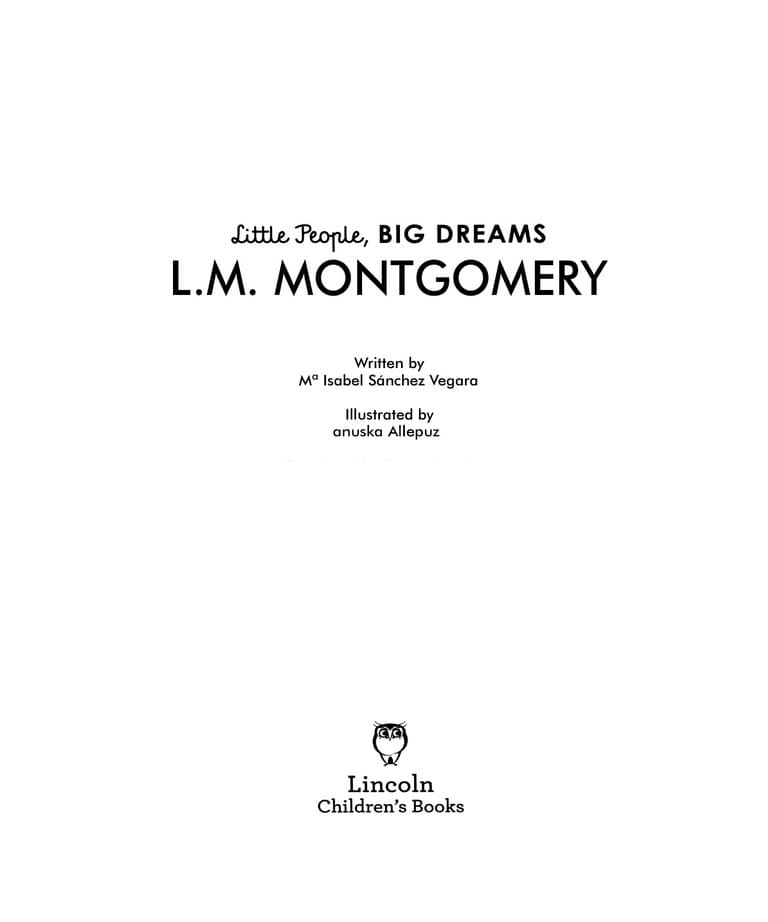 Little People, BIG DREAMS
L.M. MONTGOMERY
Written by
Mª Isabel Sánchez Vegara
Illustrated by
anuska Allepuz
Lincoln
Children's Books